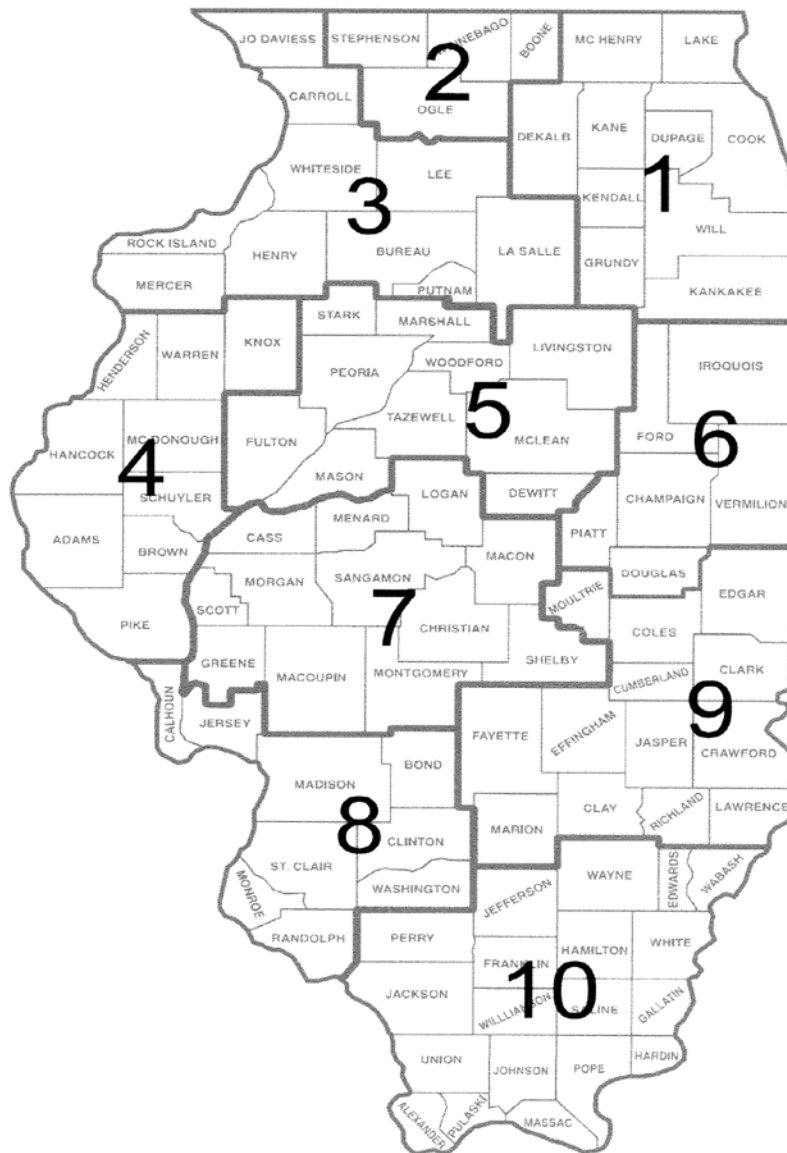 JO DAVIESS
STEPHENSON
WINNEBAGO
BOONE
MC HENRY
LAKE
2
CARROLL
OGLE
DEKALB
KANE
DUPAGE
COOK
1
WHITESIDE
LEE
3
KENDALL
WILL
ROCK ISLAND
HENRY
BUREAU
LA SALLE
GRUNDY
MERCER
PUTNAM
KANKAKEE
STARK
MARSHALL
HENDERSON
WARREN
KNOX
PEORIA
WOODFORD
LIVINGSTON
IROQUOIS
5
TAZEWELL
MCLEAN
FORD
6
HANCOCK
MC DONOUGH
FULTON
4
MASON
SCHUYLER
LOGAN
DEWITT
CHAMPAIGN
VERMILION
ADAMS
BROWN
CASS
MENARD
MACON
PIATT
MORGAN
SANGAMON
DOUGLAS
MOULTRIE
EDGAR
PIKE
SCOTT
7
CHRISTIAN
COLES
GREENE
MACOUPIN
MONTGOMERY
SHELBY
CUMBERLAND
CLARK
9
CALHOUN
JERSEY
FAYETTE
EFFINGHAM
JASPER
CRAWFORD
MADISON
BOND
CLAY
RICHLAND
LAWRENCE
8
MARION
CLINTON
ST. CLAIR
WASHINGTON
WAYNE
EDWARDS
WABASH
MONROE
JEFFERSON
RANDOLPH
PERRY
FRANKLIN
HAMILTON
WHITE
10
JACKSON
WILLLIAMSON
SALINE
GALLATIN
UNION
JOHNSON
POPE
HARDIN
ALEXANDER
PULASKI
MASSAC